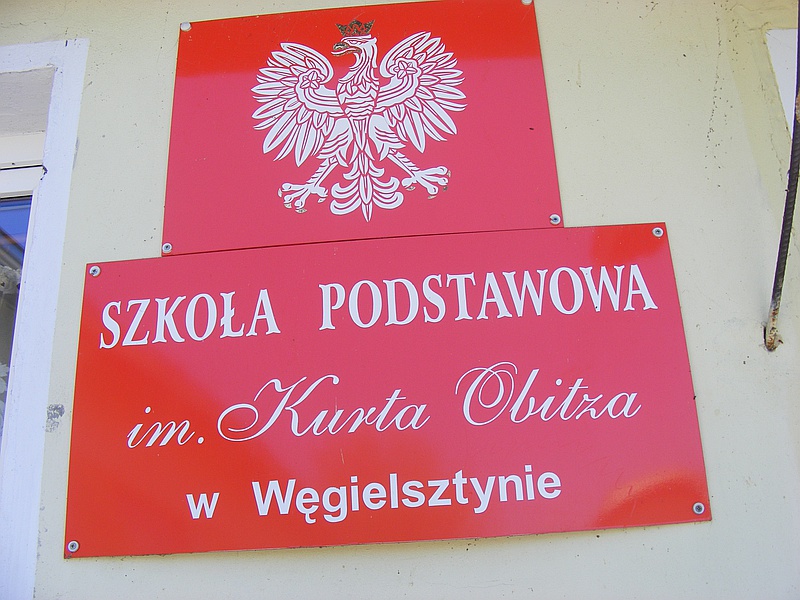 SZKOŁA PODSTAWOWA
im. Kurta Obitza
w Węgielsztynie